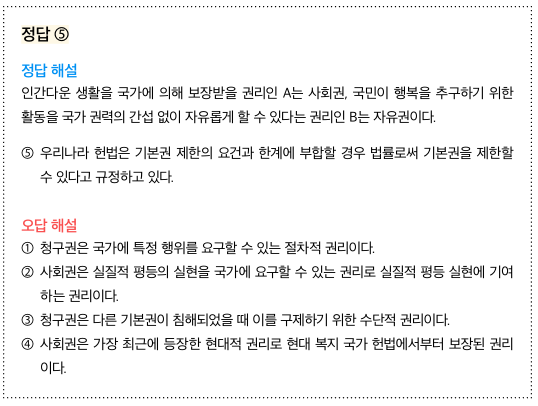 정답 ⑤
정답 해설
인간다운 생활을 국가에 의해 보장받을 권리인 A는 사회권, 국민이 행복을 추구하기 위한
활동을 국가 권력의 간섭 없이 자유롭게 할 수 있다는 권리인 B는 자유권이다.
⑤ 우리나라 헌법은 기본권 제한의 요건과 한계에 부합할 경우 법률로써 기본권을 제한할
수 있다고 규정하고 있다.
오답 해설
① 청구권은 국가에 특정 행위를 요구할 수 있는 절차적 권리이다.
② 사회권은 실질적 평등의 실현을 국가에 요구할 수 있는 권리로 실질적 평등 실현에 기여
하는 권리이다.
③ 청구권은 다른 기본권이 침해되었을 때 이를 구제하기 위한 수단적 권리이다.
④ 사회권은 가장 최근에 등장한 현대적 권리로 현대 복지 국가 헌법에서부터 보장된 권리
이다.